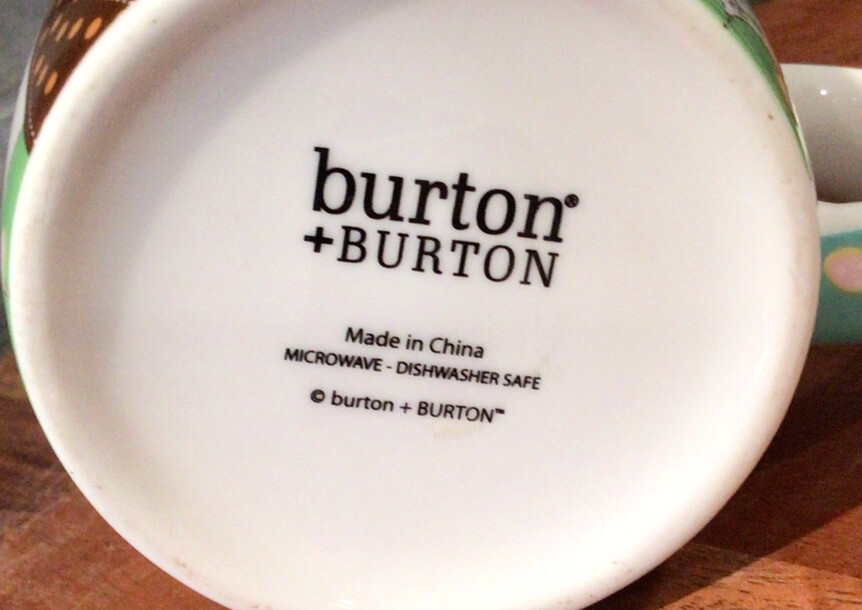 burton®
+BURTON
Made in China
MICROWAVE - DISHWASHER SAFE
© burton + BURTON™